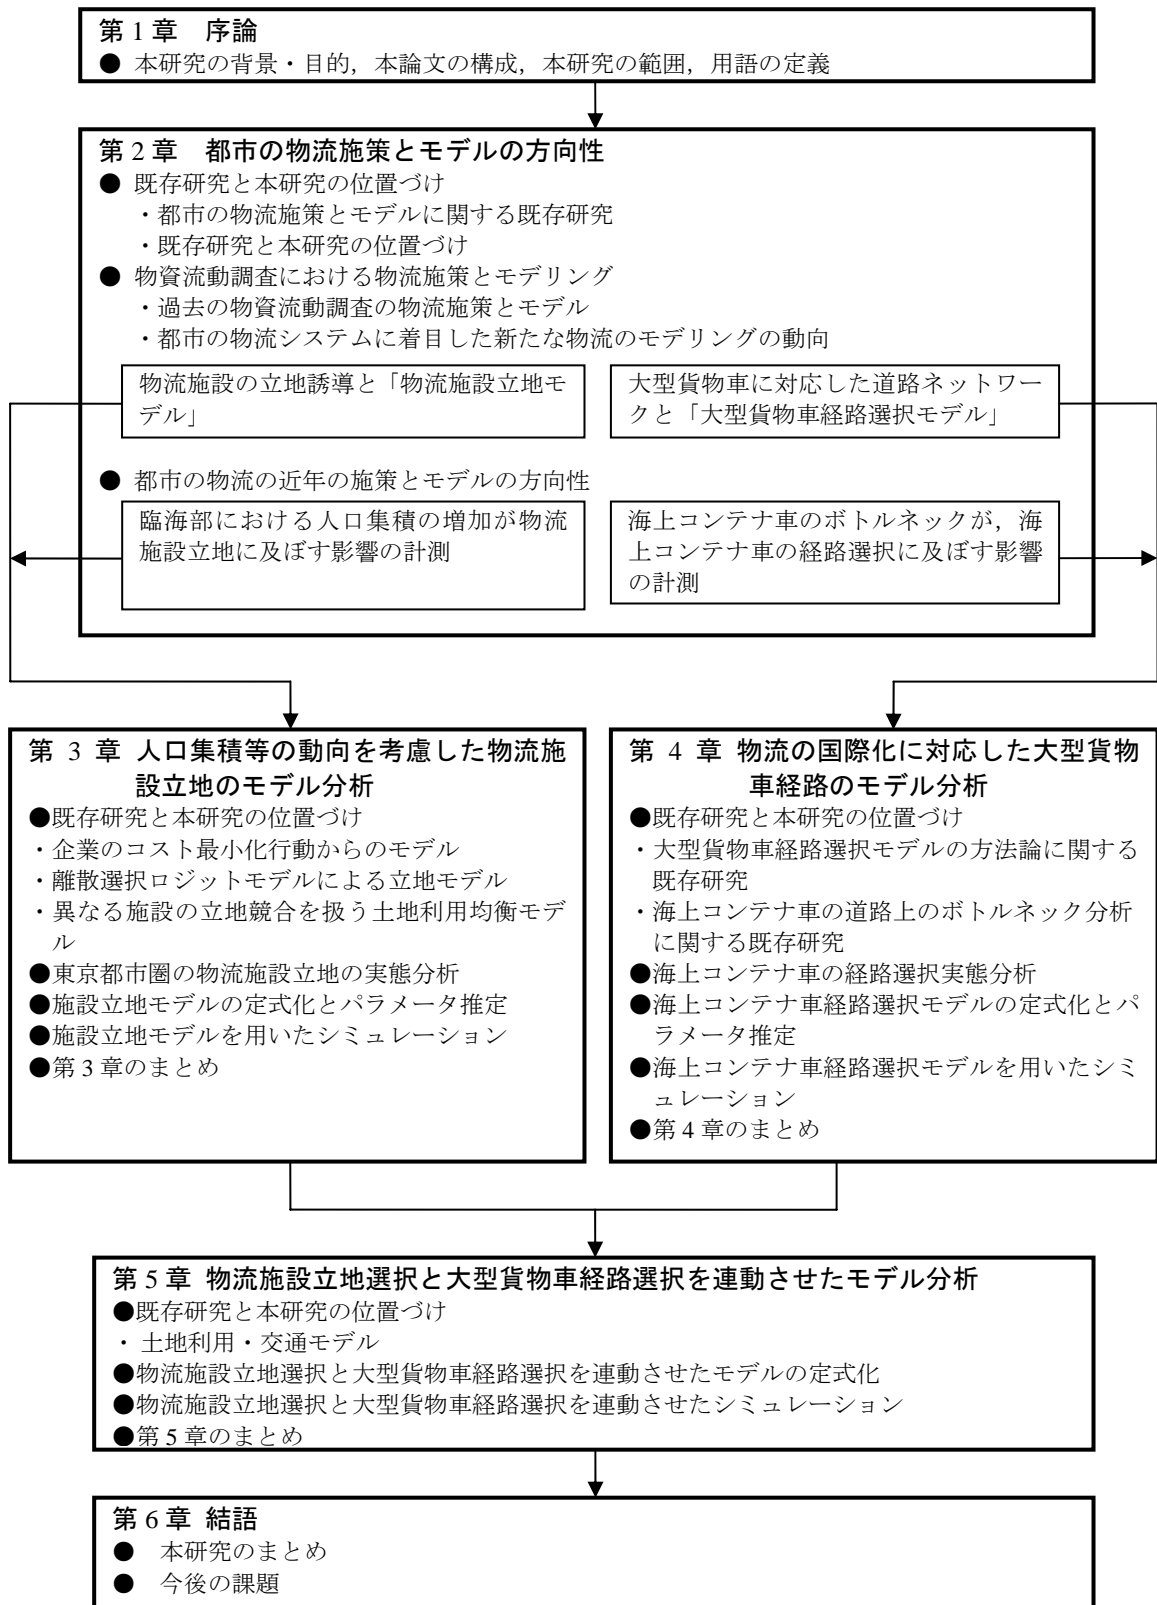 第１章　序論
● 本研究の背景・目的，本論文の構成，本研究の範囲，用語の定義
第２章　都市の物流施策とモデルの方向性
● 既存研究と本研究の位置づけ
・都市の物流施策とモデルに関する既存研究
・既存研究と本研究の位置づけ
● 物資流動調査における物流施策とモデリング
・過去の物資流動調査の物流施策とモデル
・都市の物流システムに着目した新たな物流のモデリングの動向
物流施設の立地誘導と「物流施設立地モ
デル」
大型貨物車に対応した道路ネットワー
クと「大型貨物車経路選択モデル」
● 都市の物流の近年の施策とモデルの方向性
臨海部における人口集積の増加が物流
施設立地に及ぼす影響の計測
海上コンテナ車のボトルネックが，海
上コンテナ車の経路選択に及ぼす影響
の計測
第 3 章 人口集積等の動向を考慮した物流施
設立地のモデル分析
●既存研究と本研究の位置づけ
・企業のコスト最小化行動からのモデル
・離散選択ロジットモデルによる立地モデル
・異なる施設の立地競合を扱う土地利用均衡モデ
ル
●東京都市圏の物流施設立地の実態分析
●施設立地モデルの定式化とパラメータ推定
●施設立地モデルを用いたシミュレーション
●第３章のまとめ
第 4 章 物流の国際化に対応した大型貨物
車経路のモデル分析
●既存研究と本研究の位置づけ
・大型貨物車経路選択モデルの方法論に関する
既存研究
・海上コンテナ車の道路上のボトルネック分析
に関する既存研究
●海上コンテナ車の経路選択実態分析
●海上コンテナ車経路選択モデルの定式化とパ
ラメータ推定
●海上コンテナ車経路選択モデルを用いたシミ
ュレーション
●第４章のまとめ
第５章 物流施設立地選択と大型貨物車経路選択を連動させたモデル分析
●既存研究と本研究の位置づけ
・ 土地利用・交通モデル
●物流施設立地選択と大型貨物車経路選択を連動させたモデルの定式化
●物流施設立地選択と大型貨物車経路選択を連動させたシミュレーション
●第５章のまとめ
第６章 結語
●　本研究のまとめ
●　今後の課題